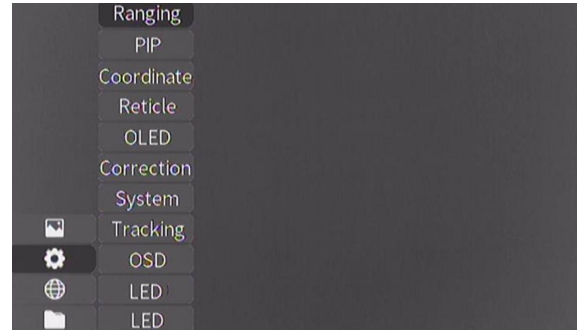 Ranging
PIP
Coordinate
Reticle
OLED
Correction
System
Tracking
OSD
LED
LED